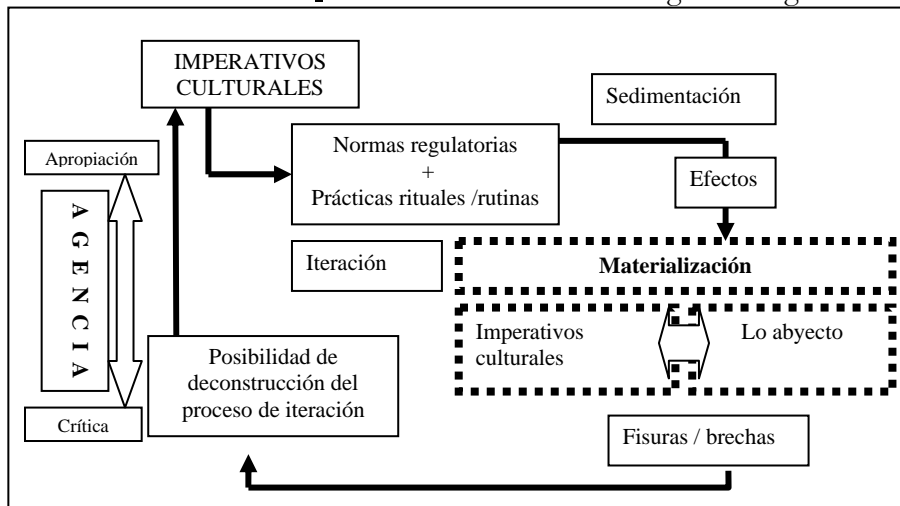 IMPERATIVOS
CULTURALES
Sedimentación
Normas regulatorias
+
Prácticas rituales /rutinas
Apropiación
Efectos
AGENCIA
Iteración
Materialización
Imperativos
culturales
Lo abyecto
Posibilidad de
deconstrucción del
proceso de iteración
Crítica
Fisuras / brechas